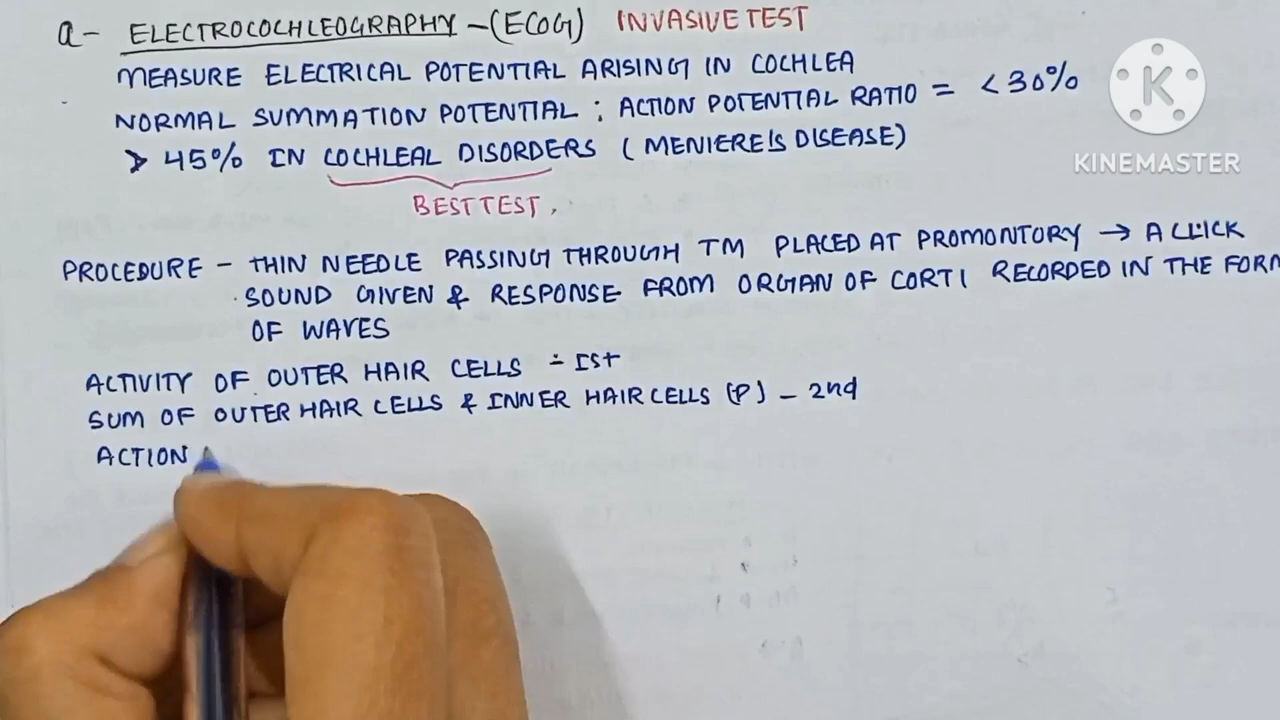 a- ELECTROCOCHLEOGRAPHY -(ECOG) INVASIVE TEST
MEASURE ELECTRICAL POTENTIAL ARISING IN COCHLEA
NORMAL SUMMATION POTENTIAL : ACTION POTENTIAL RATIO = <30%
> 45% IN COCHLEAL DISORDERS (MENIERE'S DISEASE)
BEST TEST.
PROCEDURE - THIN NEEDLE PASSING THROUGH TM PLACED AT PROMONTORY → A CLICK
SOUND GIVEN & RESPONSE FROM ORGAN OF CORTI RECORDED IN THE FORM
OF WAVES
ACTIVITY OF OUTER HAIR CELLS - Ist
SUM OF OUTER HAIR CELLS & INNER HAIR CELLS (P) - 2nd
ACTION
KINEMASTER